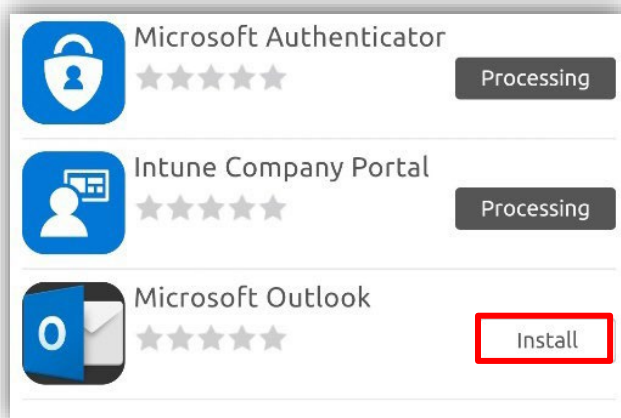 Microsoft Authenticator
Processing
Intune Company Portal
Processing
Microsoft Outlook
O
Install